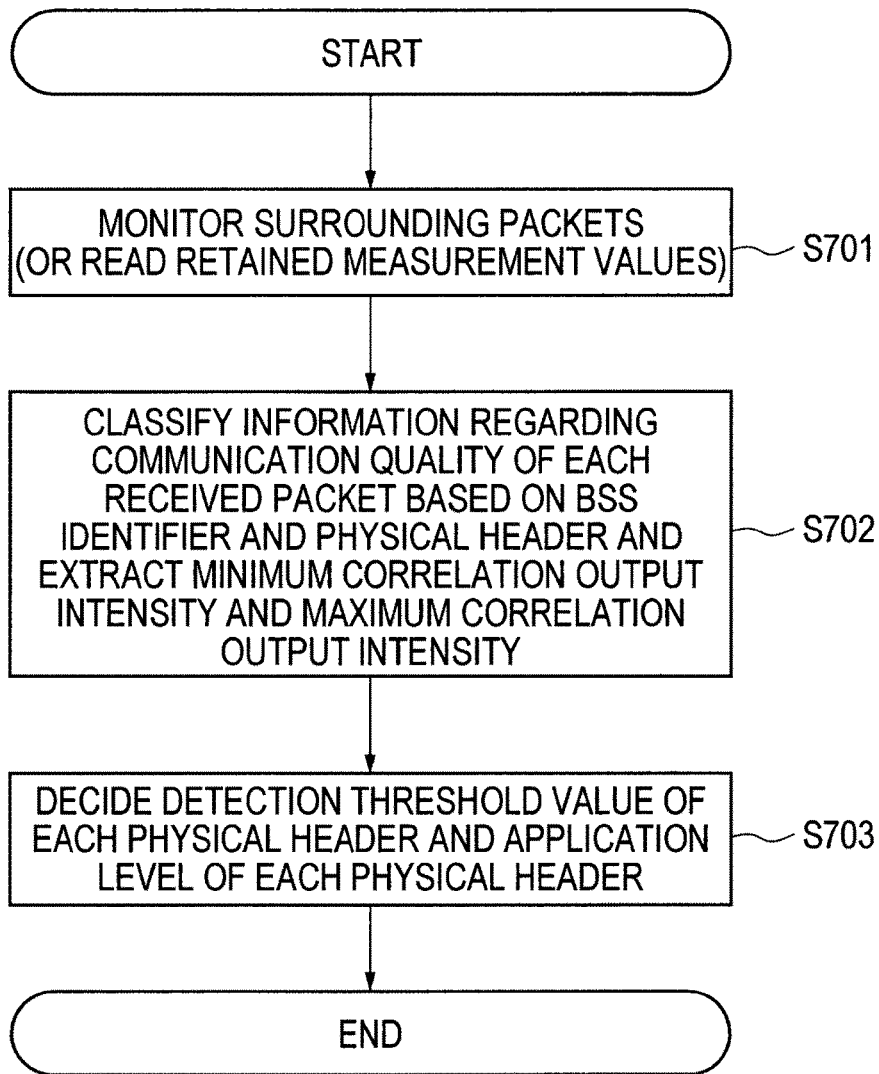 START
MONITOR SURROUNDING PACKETS
(OR READ RETAINED MEASUREMENT VALUES)
S701
CLASSIFY INFORMATION REGARDING
COMMUNICATION QUALITY OF EACH
RECEIVED PACKET BASED ON BSS
IDENTIFIER AND PHYSICAL HEADER AND
EXTRACT MINIMUM CORRELATION OUTPUT
INTENSITY AND MAXIMUM CORRELATION
OUTPUT INTENSITY
S702
DECIDE DETECTION THRESHOLD VALUE OF
EACH PHYSICAL HEADER AND APPLICATION
LEVEL OF EACH PHYSICAL HEADER
S703
END